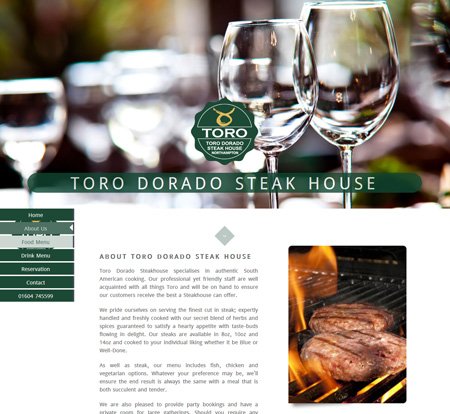 TORO
TORO DORADO
STEAK HOUSE
NORTHAMPTON
TORO DORADO STEAK HOUSE
Home
About Us
Food Menu
Drink Menu
Reservation
Contact
01604 745599
ABOUT TORO DORADO STEAK HOUSE
Toro Dorado Steakhouse specialises in authentic South
American cooking. Our professional yet friendly staff are well
acquainted with all things Toro and will be on hand to ensure
our customers receive the best a Steakhouse can offer.
We pride ourselves on serving the finest cut in steak; expertly
handled and freshly cooked with our secret blend of herbs and
spices guaranteed to satisfy a hearty appetite with taste-buds
flowing in delight. Our steaks are available in 8oz, 10oz and
14oz and cooked to your individual liking whether it be Blue or
Well-Done.
As well as steak, our menu includes fish, chicken and
vegetarian options. Whatever your preference may be, we'll
ensure the end result is always the same with a meal that is
both succulent and tender.
We are also pleased to provide party bookings and have a
private room for large gatherings. Should you require any